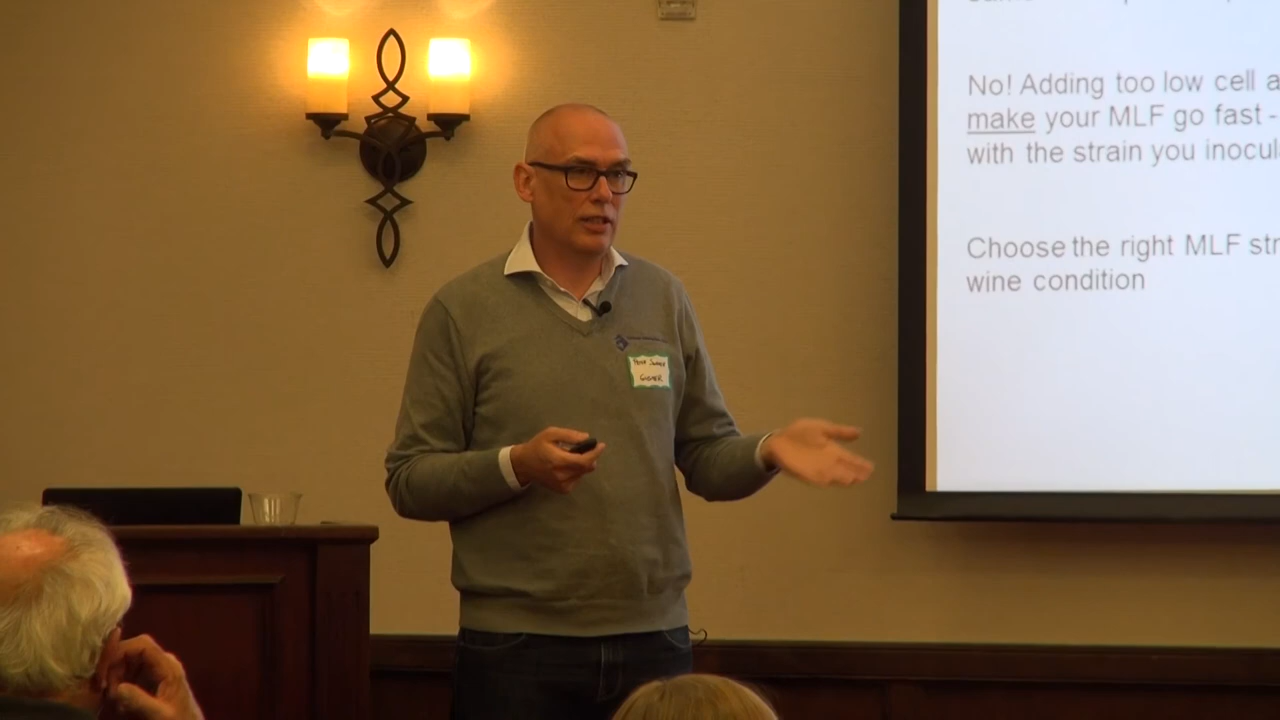 No! Adding too low cell a
make your MLF go fast -
with the strain you inocul
Choose the right MLF str
wine condition